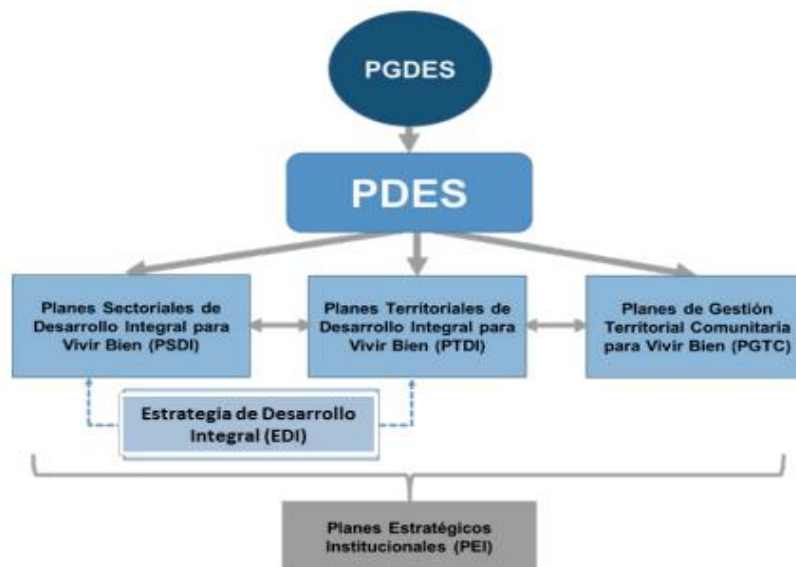 PGDES
PDES
Planes Sectoriales de
Desarrollo Integral para
Vivir Bien (PSDI)
Planes Territoriales de
Desarrollo Integral para
Vivir Bien (PTDI)
Planes de Gestión
Territorial Comunitaria
para Vivir Bien (PGTC)
Estrategia de Desarrollo
Integral (EDI)
Planes Estratégicos
Institucionales (PEI)